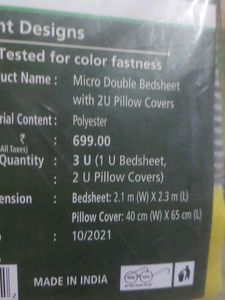 nt Designs
Tested for color fastness
uct Name : Micro Double Bedsheet
with 2U Pillow Covers
rial Content : Polyester
₹ : 699.00
All Taxes)
Quantity : 3 U (1 U Bedsheet,
2 U Pillow Covers)
ension : Bedsheet: 2.1 m (W) X 2.3 m (L)
Pillow Cover: 40 cm (W) X 65 cm (L)
: 10/2021
MADE IN INDIA
2